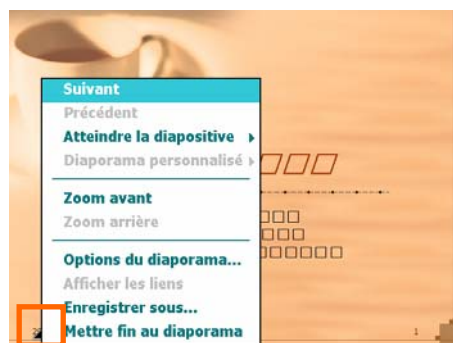 Suivant
Précédent
Atteindre la diapositive
Diaporama personnalisé
Zoom avant
Zoom arrière
Options du diaporama...
Afficher les liens
Enregistrer sous...
Mettre fin au diaporama
1